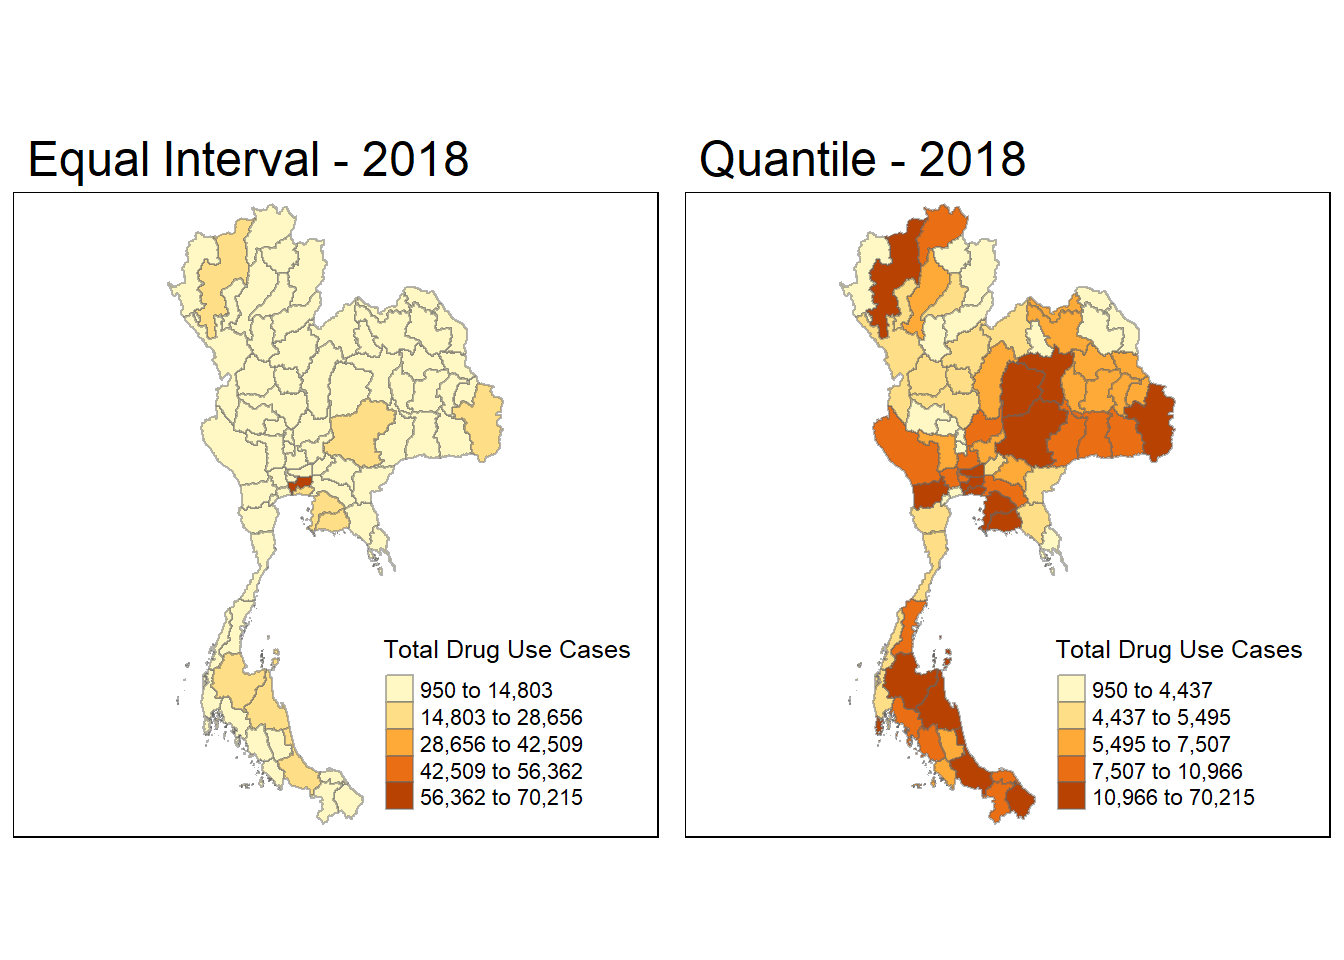 Equal Interval - 2018
Total Drug Use Cases
950 to 14,803
14,803 to 28,656
28,656 to 42,509
42,509 to 56,362
56,362 to 70,215
Quantile - 2018
Total Drug Use Cases
950 to 4,437
4,437 to 5,495
5,495 to 7,507
7,507 to 10,966
10,966 to 70,215